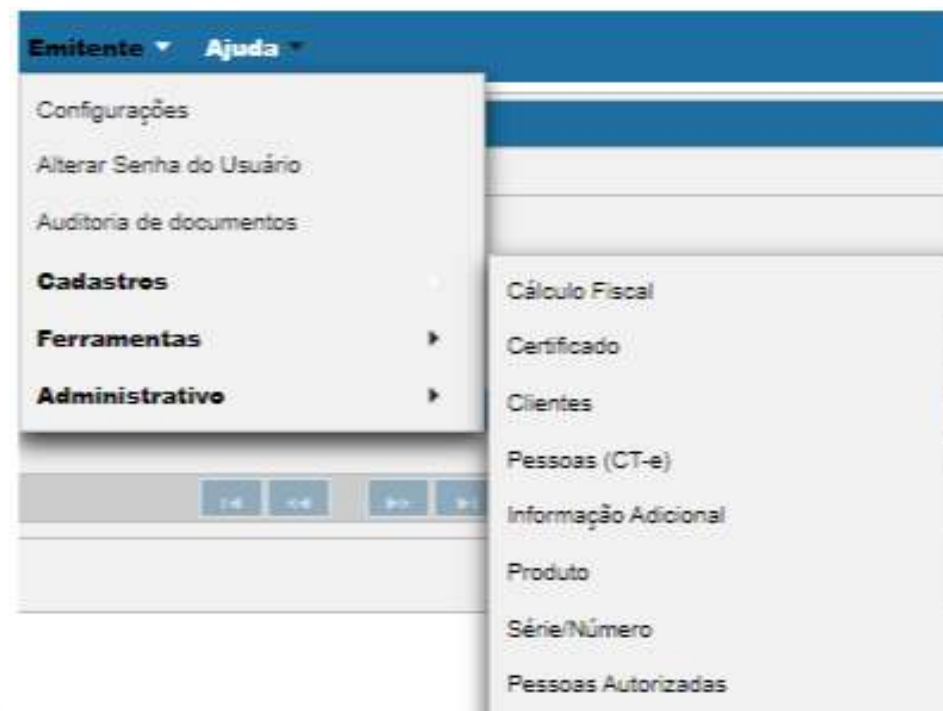 Emitente Ajuda
Configurações
Alterar Senha do Usuário
Auditoria de documentos
Cadastros
Ferramentas
Administrativo
Cálculo Fiscal
Certificado
Clientes
Pessoas (CT-e)
Informação Adicional
Produto
Série/Número
Pessoas Autorizadas